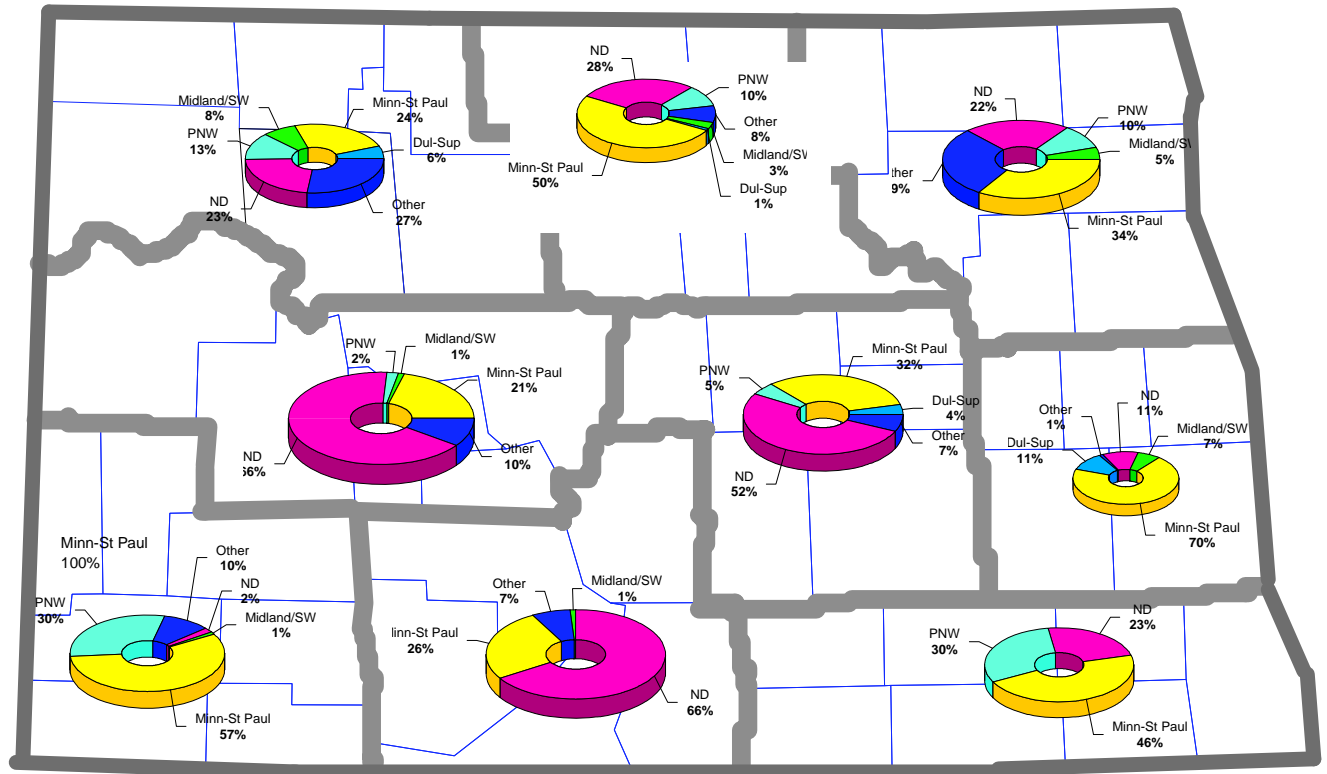 Midland/SW
8%
Minn-St Paul
24%
PNW
13%
Dul-Sup
6%
ND
23%
Other
27%
ND
28%
PNW
10%
Other
8%
Midland/SW
3%
Minn-St Paul
50%
Dul-Sup
1%
ND
22%
PNW
10%
Midland/S\
5%
ther
9%
Minn-St Paul
34%
PNW
2%
Midland/SW
1%
Minn-St Paul
21%
Other
10%
ND
66%
Minn-St Paul
32%
PNW
5%
Dul-Sup
4%
Other
7%
ND
52%
ND
11%
Other
1%
Midland/SW
7%
Dul-Sup
11%
Minn-St Paul
70%
Minn-St Paul
100%
Other
10%
ND
2%
PNW
30%
Midland/SW
1%
Minn-St Paul
57%
Other
7%
Midland/SW
1%
linn-St Paul
26%
ND
66%
ND
23%
PNW
30%
Minn-St Paul
46%